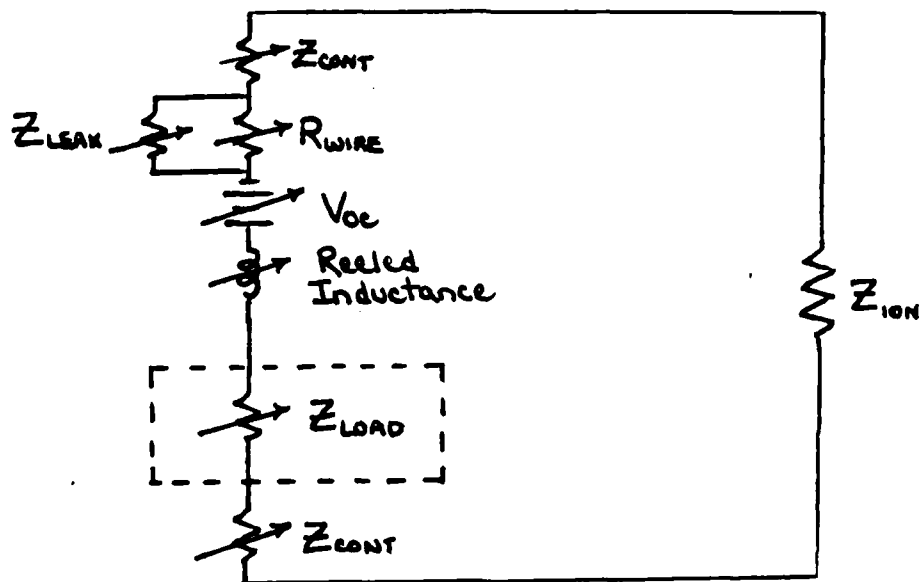 ZCONT
ZLEAK
RWIRE
Voc
Reeled
Inductance
ZION
ZLOAD
ZCONT